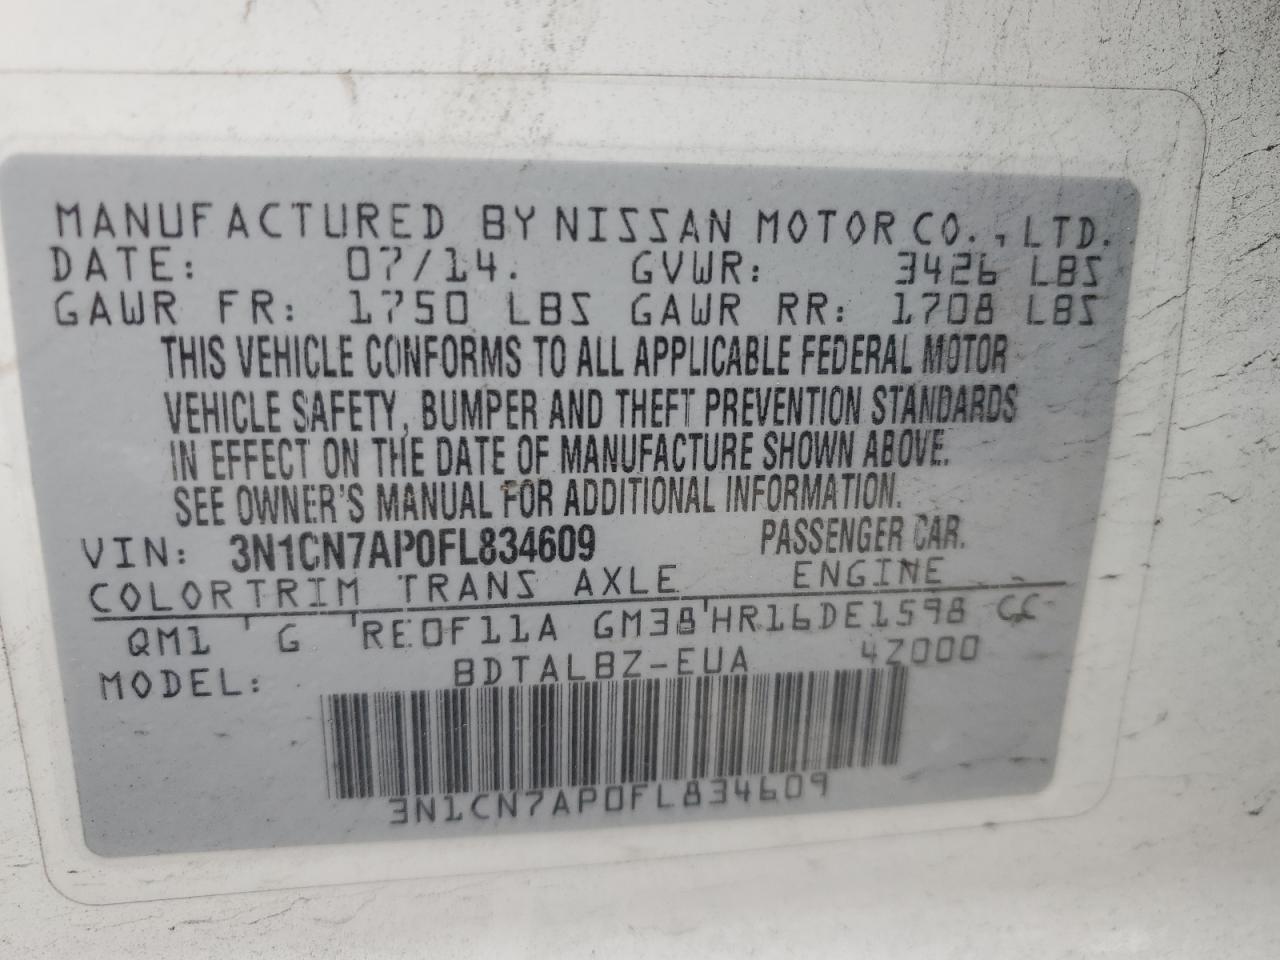 MANUFACTURED BY NISSAN MOTOR CO., LTD.
DATE: 07/14. GVWR: 3426 LBS
GAWR FR: 1750 LBS GAWR RR: 1708 LBS
THIS VEHICLE CONFORMS TO ALL APPLICABLE FEDERAL MOTOR
VEHICLE SAFETY, BUMPER AND THEFT PREVENTION STANDARDS
IN EFFECT ON THE DATE OF MANUFACTURE SHOWN ABOVE.
SEE OWNER'S MANUAL FOR ADDITIONAL INFORMATION.
VIN: 3N1CN7AP0FL834609 PASSENGER CAR.
COLOR TRIM TRANS AXLE ENGINE
QM1 ' G ' RE0F11A GM38 ' HR16DE1598 CC
MODEL: BDTALBZ-EUA 4Z000
3N1CN7AP0FL834609